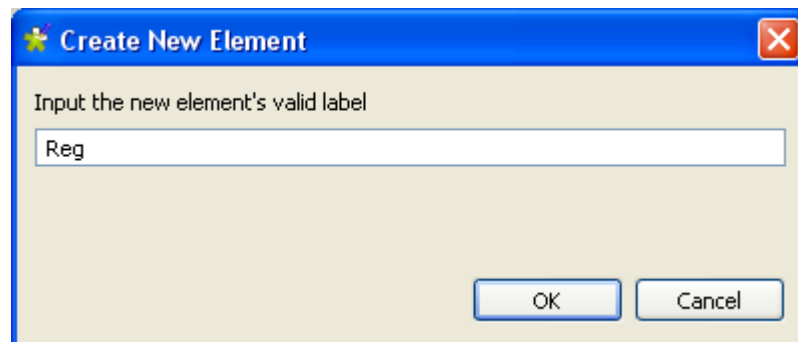 Create New Element
Input the new element's valid label
Reg
OK Cancel